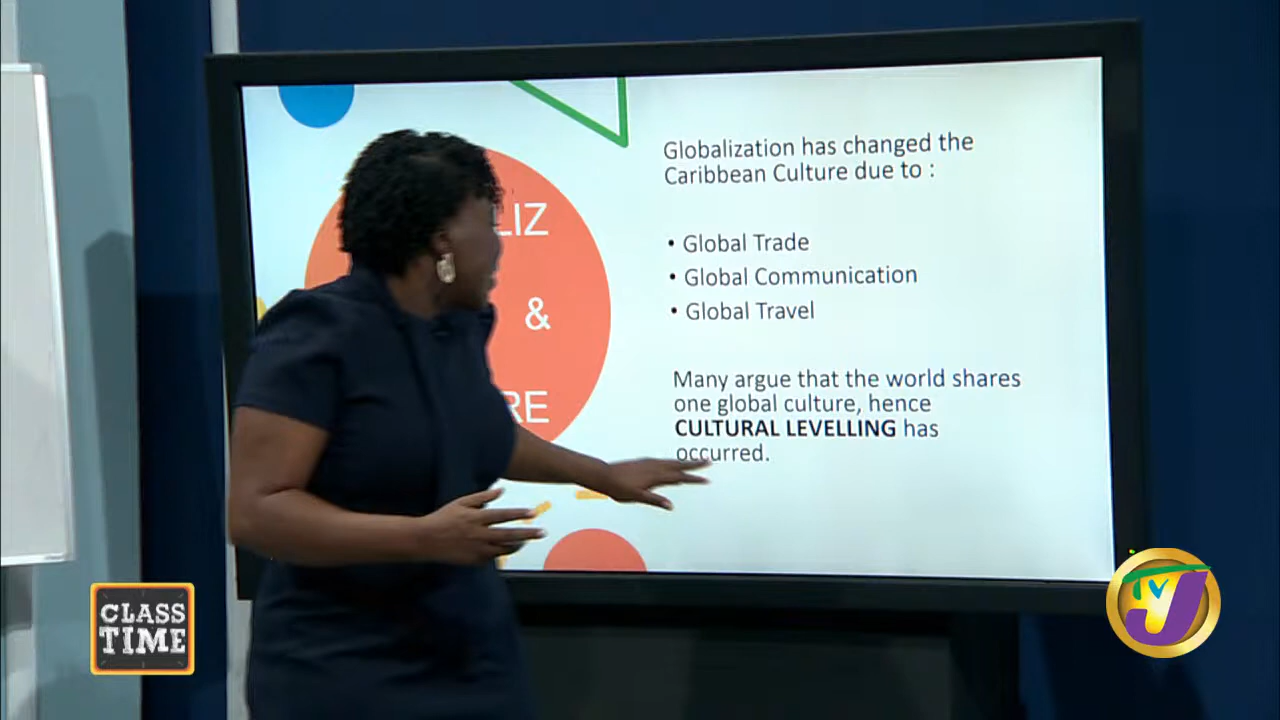 LIZ
&
RE
Globalization has changed the
Caribbean Culture due to :
• Global Trade
• Global Communication
• Global Travel
Many argue that the world shares
one global culture, hence
CULTURAL LEVELLING has
occurred.
CLASS
TIME
TVJ